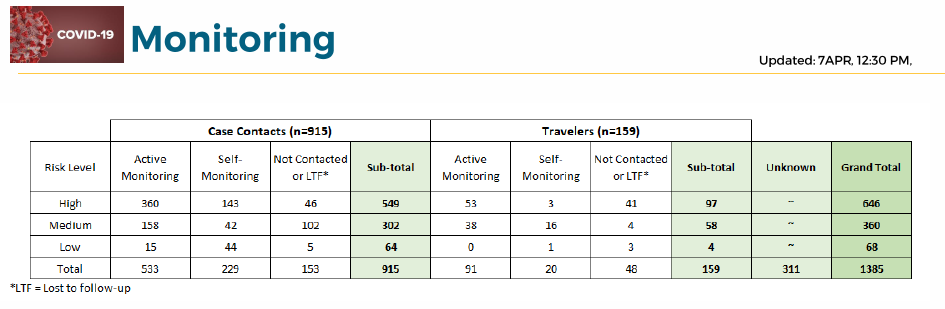 COVID-19
Monitoring
Updated: 7APR, 12:30 PM,
Case Contacts (n=915) Travelers (n=159)
Risk Level Active Monitoring Self-Monitoring Not Contacted or LTF* Sub-total Active Monitoring Self-Monitoring Not Contacted or LTF* Sub-total Unknown Grand Total
High 360 143 46 549 53 3 41 97 ~ 646
Medium 158 42 102 302 38 16 4 58 ~ 360
Low 15 44 5 64 0 1 3 4 ~ 68
Total 533 229 153 915 91 20 48 159 311 1385
*LTF = Lost to follow-up